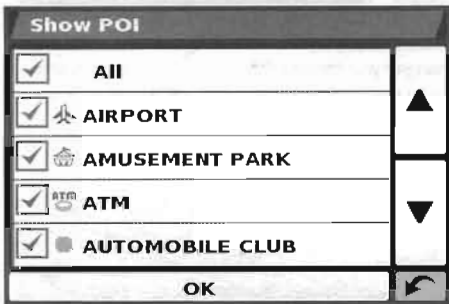 Show POI
All
AIRPORT
AMUSEMENT PARK
ATM ATM
AUTOMOBILE CLUB
OK